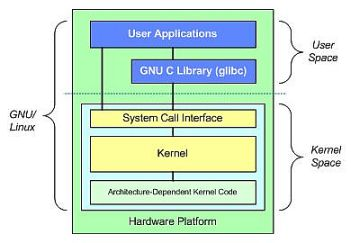 User Applications
GNU C Library (glibc)
User
Space
GNU/
Linux
System Call Interface
Kernel
Architecture-Dependent Kernel Code
Kernel
Space
Hardware Platform